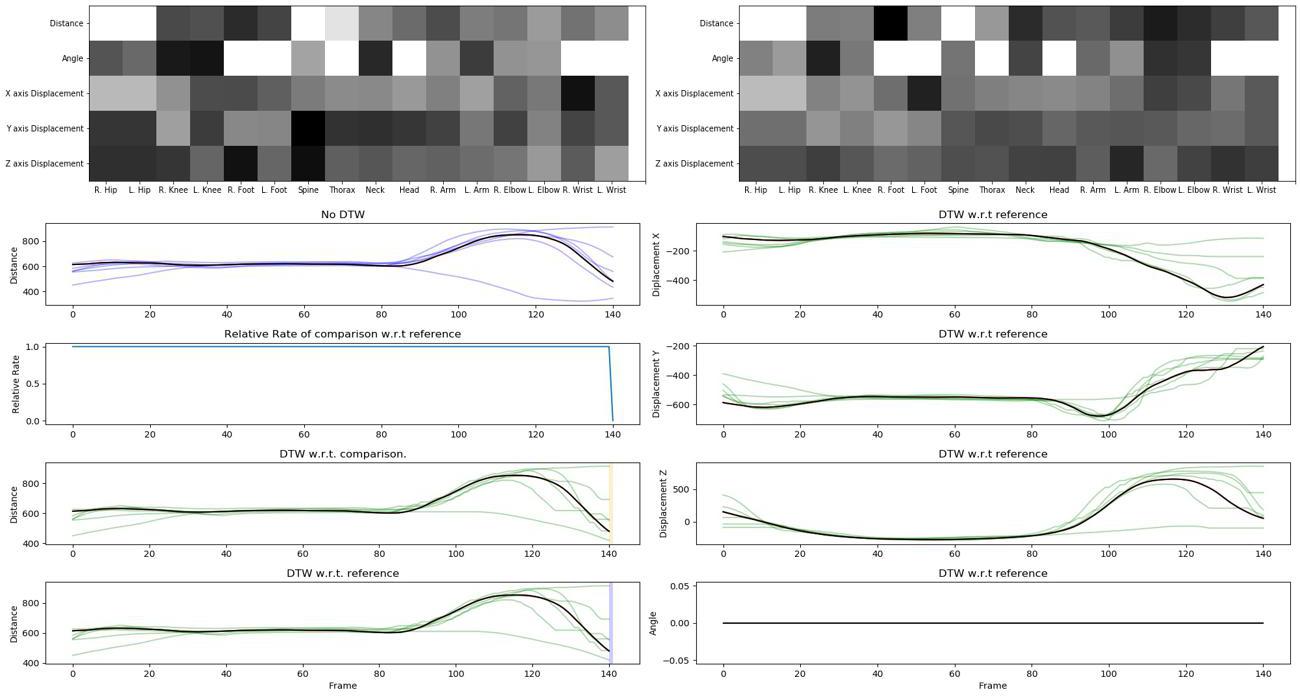 Distance
Angle
X axis Displacement
Y axis Displacement
Z axis Displacement
R. Hip L. Hip R. Knee L. Knee R. Foot L. Foot Spine Thorax Neck Head R. Arm L. Arm R. Elbow L. Elbow R. Wrist L. Wrist
Distance
Angle
X axis Displacement
Y axis Displacement
Z axis Displacement
R. Hip L. Hip R. Knee L. Knee R. Foot L. Foot Spine Thorax Neck Head R. Arm L. Arm R. Elbow L. Elbow R. Wrist L. Wrist
No DTW
Distance
800
600
400
0 20 40 60 80 100 120 140
DTW w.r.t reference
Diplacement X
−200
−400
0 20 40 60 80 100 120 140
Relative Rate of comparison w.r.t reference
Relative Rate
1.0
0.5
0.0
0 20 40 60 80 100 120 140
DTW w.r.t reference
Displacement Y
−200
−400
−600
0 20 40 60 80 100 120 140
DTW w.r.t. comparison.
Distance
800
600
400
0 20 40 60 80 100 120 140
DTW w.r.t reference
Displacement Z
500
0
0 20 40 60 80 100 120 140
DTW w.r.t. reference
Distance
800
600
400
0 20 40 60 80 100 120 140
Frame
DTW w.r.t reference
Angle
0.05
0.00
−0.05
0 20 40 60 80 100 120 140
Frame